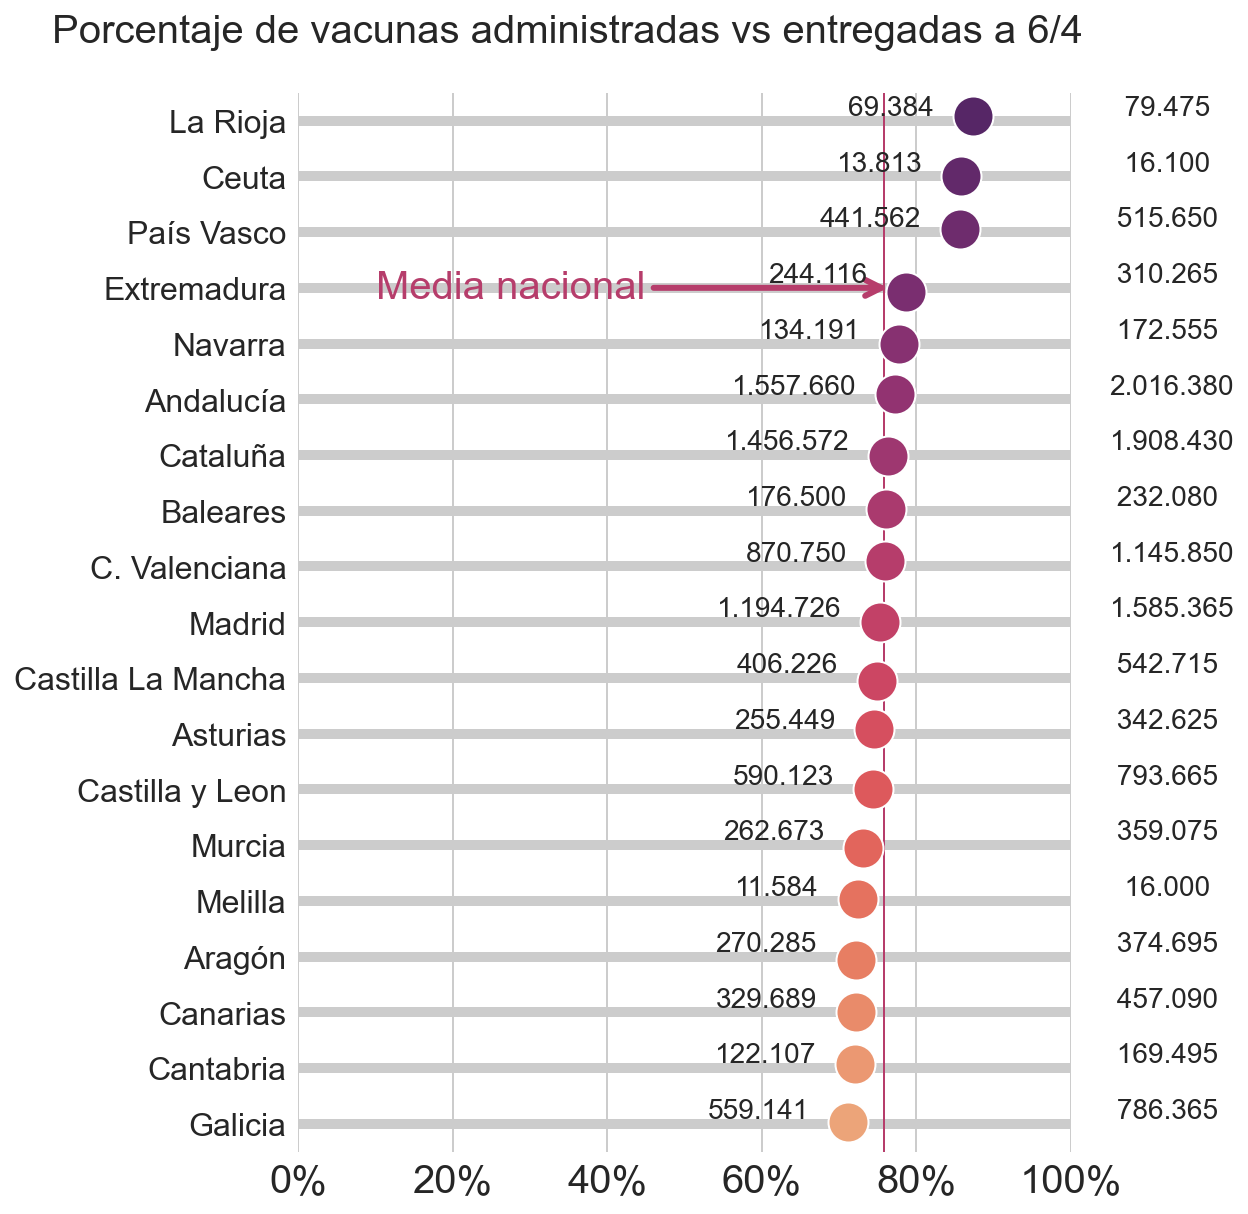 Porcentaje de vacunas administradas vs entregadas a 6/4
La Rioja 69.384 79.475
Ceuta 13.813 16.100
País Vasco 441.562 515.650
Extremadura Media nacional 244.116 310.265
Navarra 134.191 172.555
Andalucía 1.557.660 2.016.380
Cataluña 1.456.572 1.908.430
Baleares 176.500 232.080
C. Valenciana 870.750 1.145.850
Madrid 1.194.726 1.585.365
Castilla La Mancha 406.226 542.715
Asturias 255.449 342.625
Castilla y Leon 590.123 793.665
Murcia 262.673 359.075
Melilla 11.584 16.000
Aragón 270.285 374.695
Canarias 329.689 457.090
Cantabria 122.107 169.495
Galicia 559.141 786.365
0% 20% 40% 60% 80% 100%